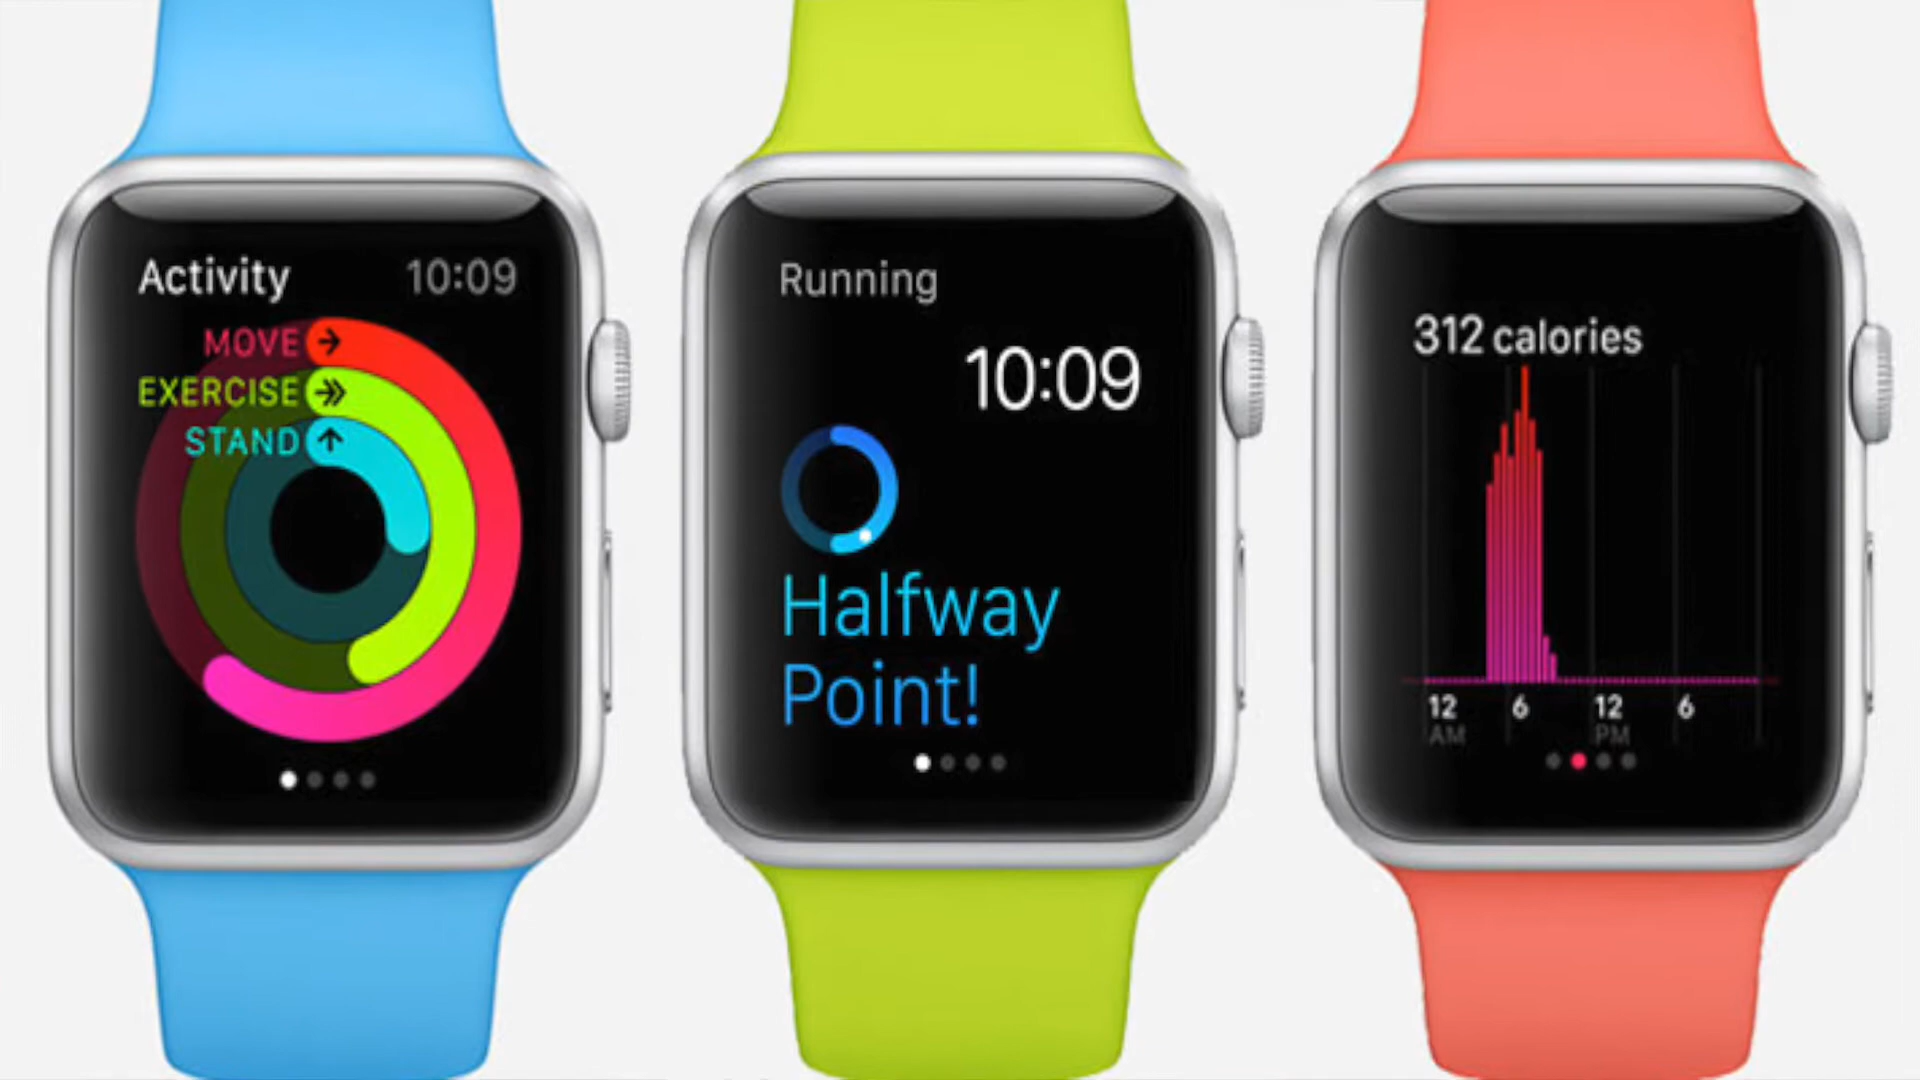 Activity 10:09
MOVE
EXERCISE
STAND
Running
10:09
Halfway
Point!
312 calories
12 6 12 6
AM PM